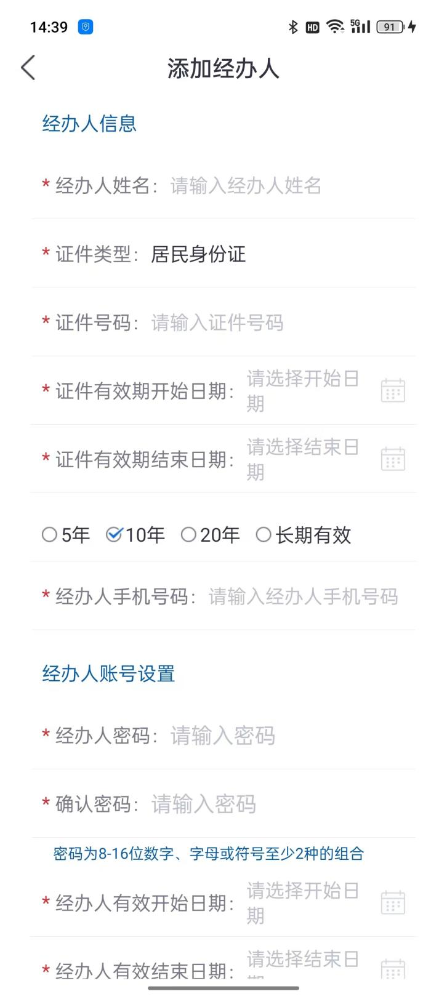 14:39 HD 5G 91
添加经办人
经办人信息
* 经办人姓名: 请输入经办人姓名
* 证件类型: 居民身份证
* 证件号码: 请输入证件号码
* 证件有效期开始日期: 请选择开始日
期
* 证件有效期结束日期: 请选择结束日
期
5年 10年 20年 长期有效
* 经办人手机号码: 请输入经办人手机号码
经办人账号设置
* 经办人密码: 请输入密码
* 确认密码: 请输入密码
密码为8-16位数字、字母或符号至少2种的组合
* 经办人有效开始日期: 请选择开始日
期
* 经办人有效结束日期: 请选择结束日